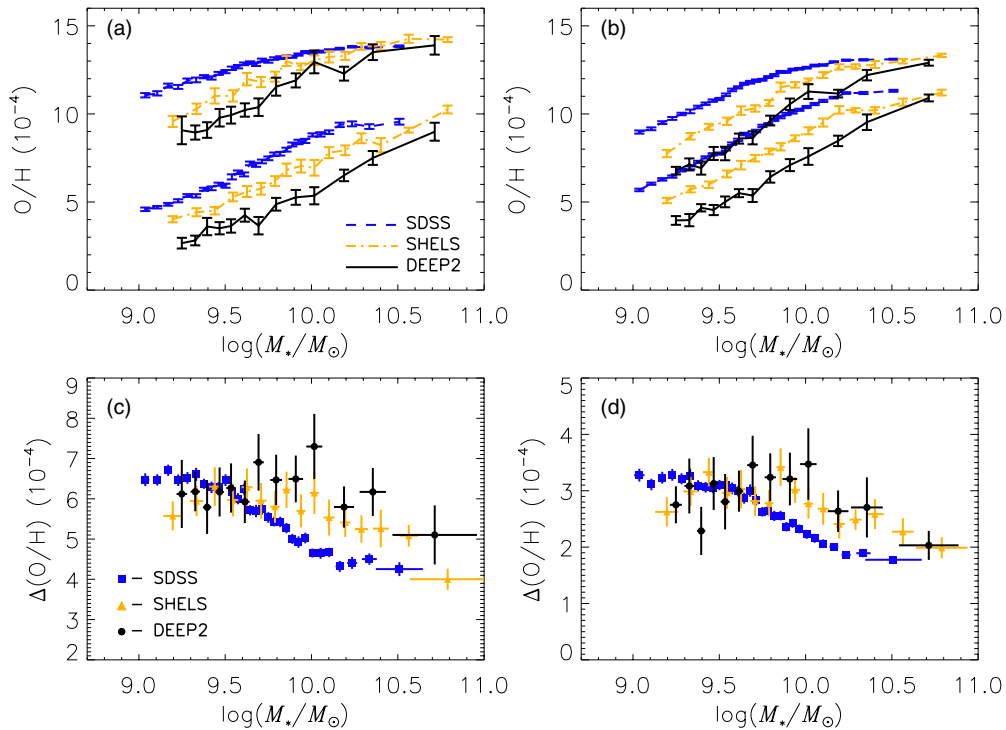 (a)
15
10
5
0
O/H (10⁻⁴)
SDSS
SHELS
DEEP2
9.0 9.5 10.0 10.5 11.0
log(M*/M⊙)
(b)
15
10
5
0
O/H (10⁻⁴)
9.0 9.5 10.0 10.5 11.0
log(M*/M⊙)
(c)
9
8
7
6
5
4
3
2
Δ(O/H) (10⁻⁴)
SDSS
SHELS
DEEP2
9.0 9.5 10.0 10.5 11.0
log(M*/M⊙)
(d)
5
4
3
2
1
0
Δ(O/H) (10⁻⁴)
9.0 9.5 10.0 10.5 11.0
log(M*/M⊙)